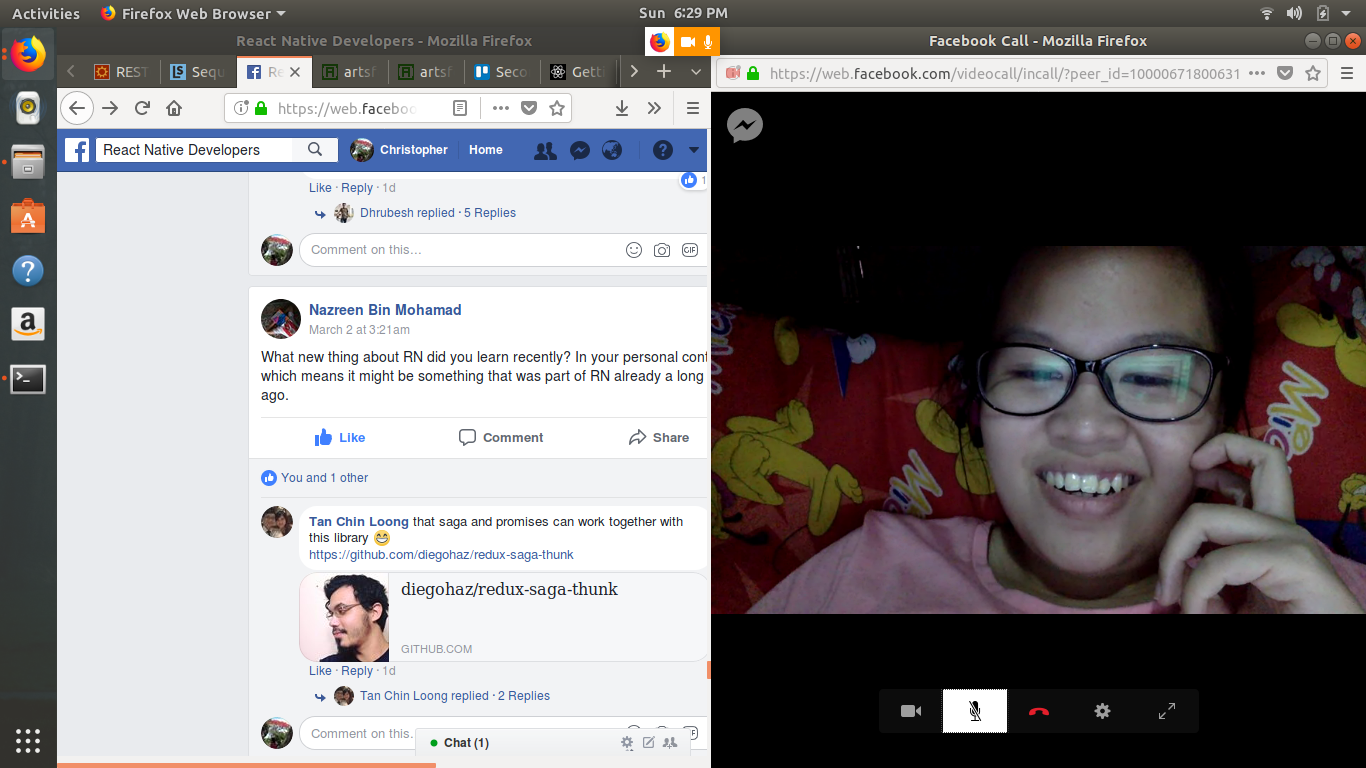 Activities
Firefox Web Browser
Sun 6:29 PM
React Native Developers - Mozilla Firefox
Facebook Call - Mozilla Firefox
REST
Sequ
Re
artsf
artsf
Seco
Getti
https://web.faceboo
https://web.facebook.com/videocall/incall/?peer_id=10000671800631
React Native Developers
Christopher
Home
Like · Reply · 1d
1
Dhrubesh replied · 5 Replies
Comment on this...
GIF
Nazreen Bin Mohamad
March 2 at 3:21am
What new thing about RN did you learn recently? In your personal cont
which means it might be something that was part of RN already a long
ago.
Like
Comment
Share
You and 1 other
Tan Chin Loong that saga and promises can work together with
this library 😁
https://github.com/diegohaz/redux-saga-thunk
diegohaz/redux-saga-thunk
GITHUB.COM
Like · Reply · 1d
Tan Chin Loong replied · 2 Replies
Comment on this.
Chat (1)